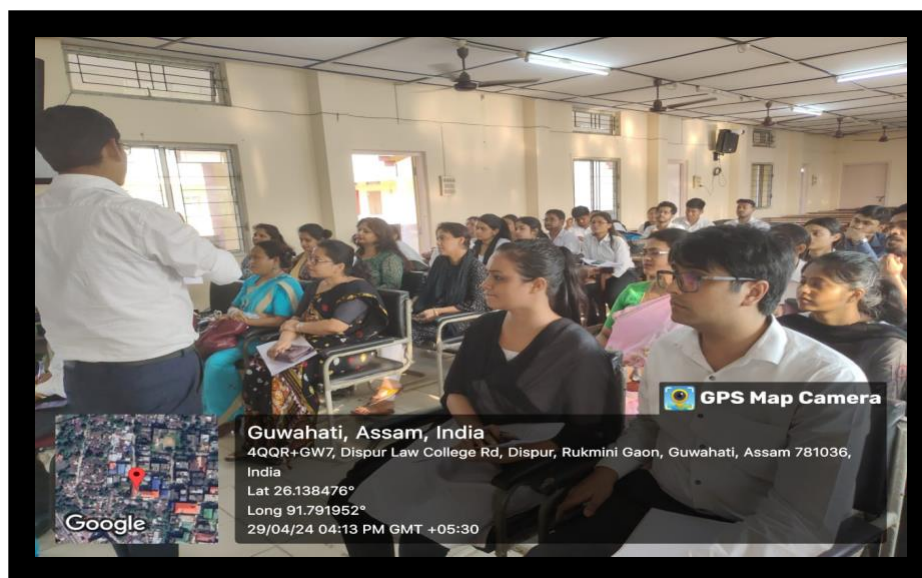 GPS Map Camera
Guwahati, Assam, India
4QQR+GW7, Dispur Law College Rd, Dispur, Rukmini Gaon, Guwahati, Assam 781036,
India
Lat 26.138476°
Long 91.791952°
29/04/24 04:13 PM GMT +05:30
Google